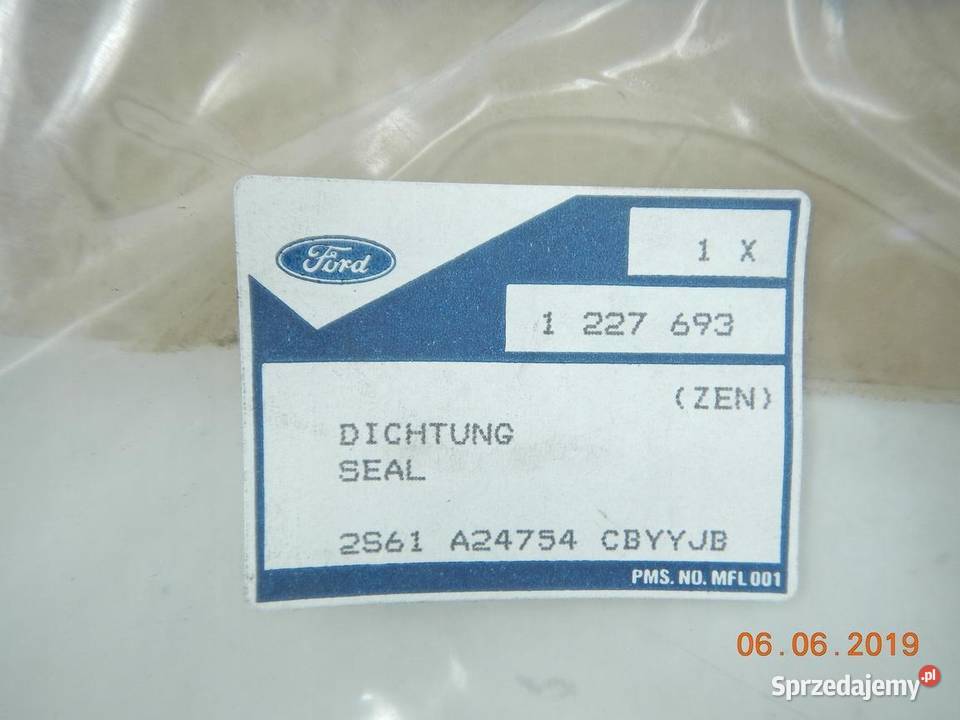 Ford
1 X
1 227 693
(ZEN)
DICHTUNG
SEAL
2S61 A24754 CBYYJB
PMS. NO. MFL 001
06.06.2019
Sprzedajemy.pl